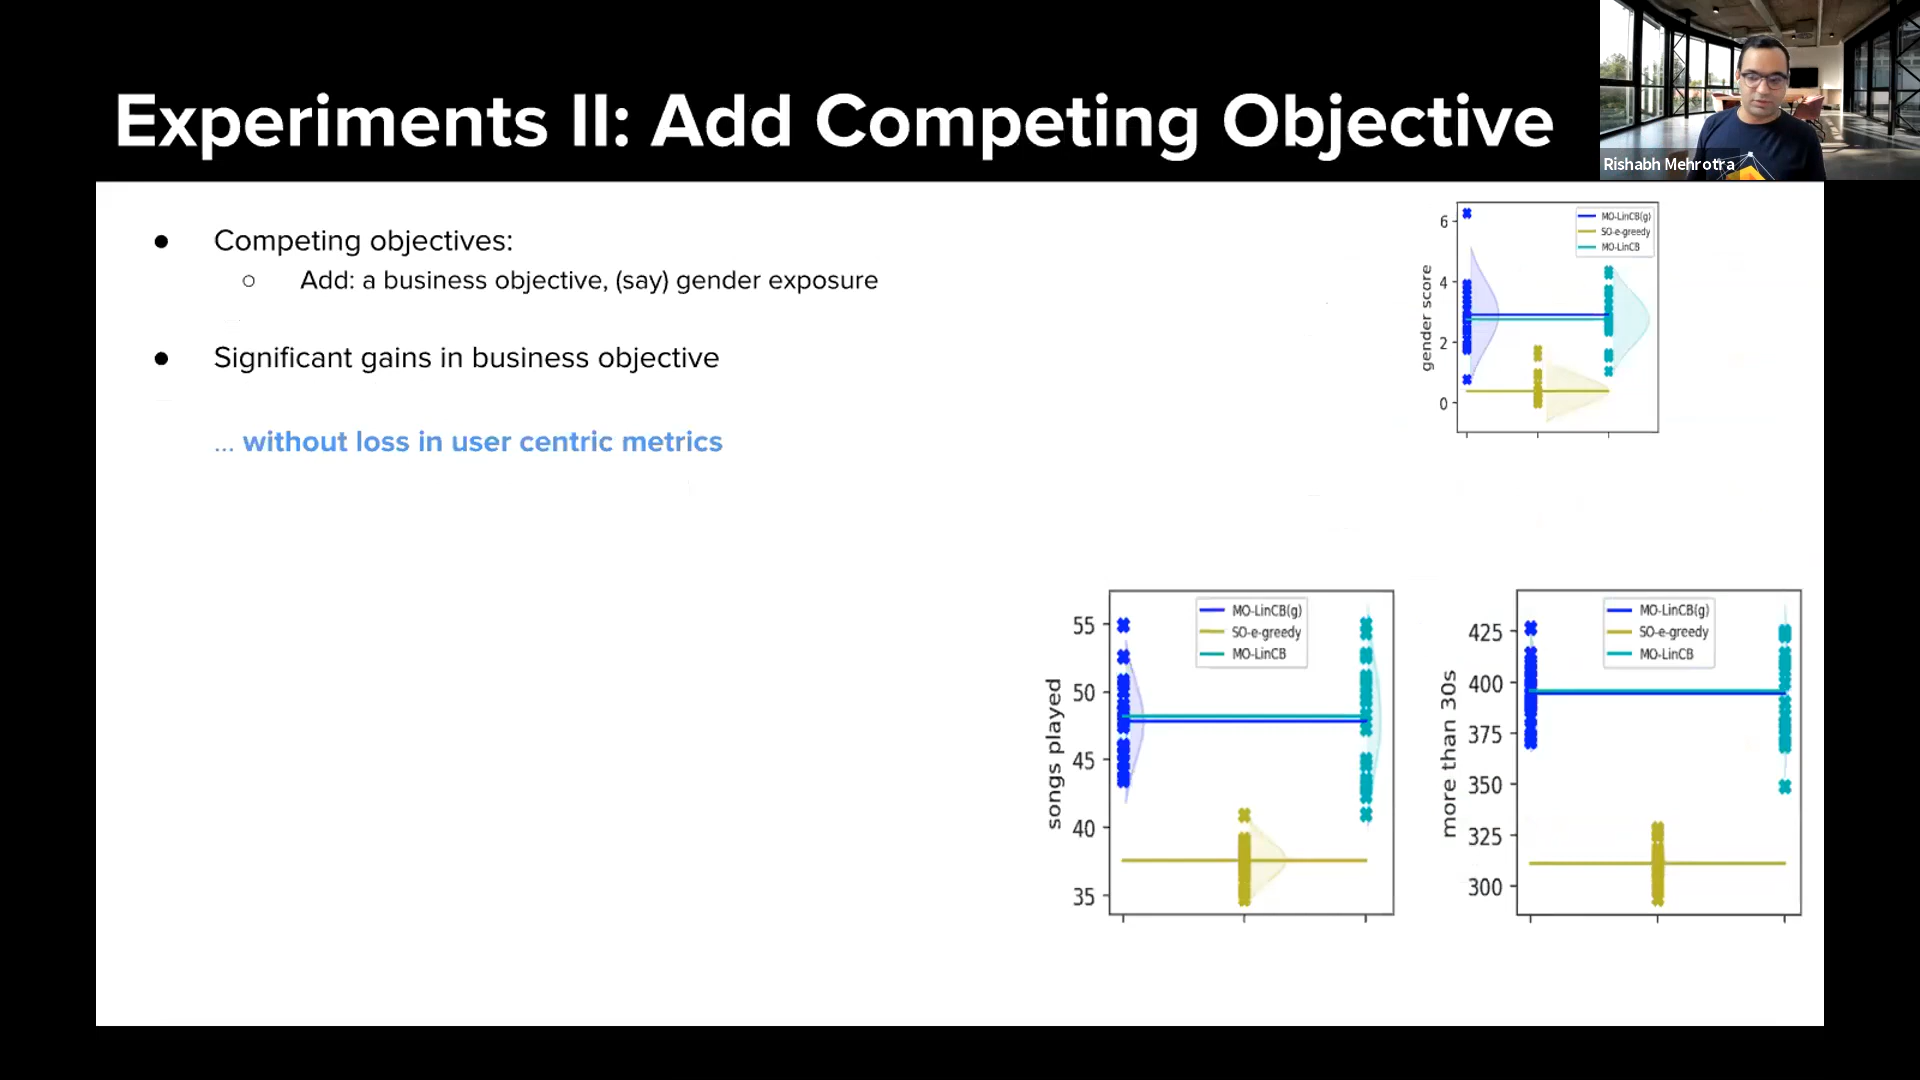 Experiments II: Add Competing Objective
Rishabh Mehrotra
● Competing objectives:
○ Add: a business objective, (say) gender exposure
● Significant gains in business objective
... without loss in user centric metrics
gender score
6
4
2
0
MO-LinCB(g)
SO-e-greedy
MO-LinCB
songs played
55
50
45
40
35
MO-LinCB(g)
SO-e-greedy
MO-LinCB
more than 30s
425
400
375
350
325
300
MO-LinCB(g)
SO-e-greedy
MO-LinCB